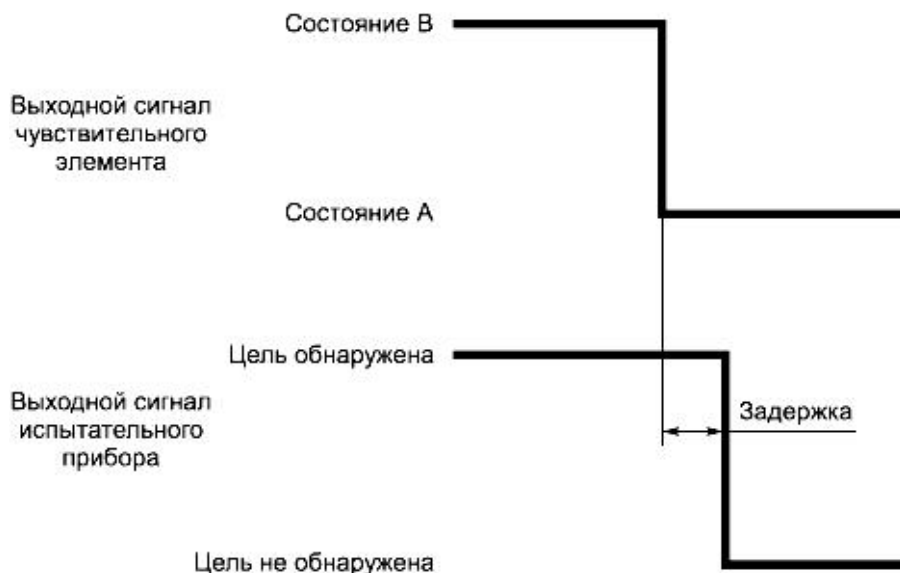 Состояние В
Выходной сигнал
чувствительного
элемента
Состояние А
Цель обнаружена
Выходной сигнал
испытательного
прибора
Задержка
Цель не обнаружена